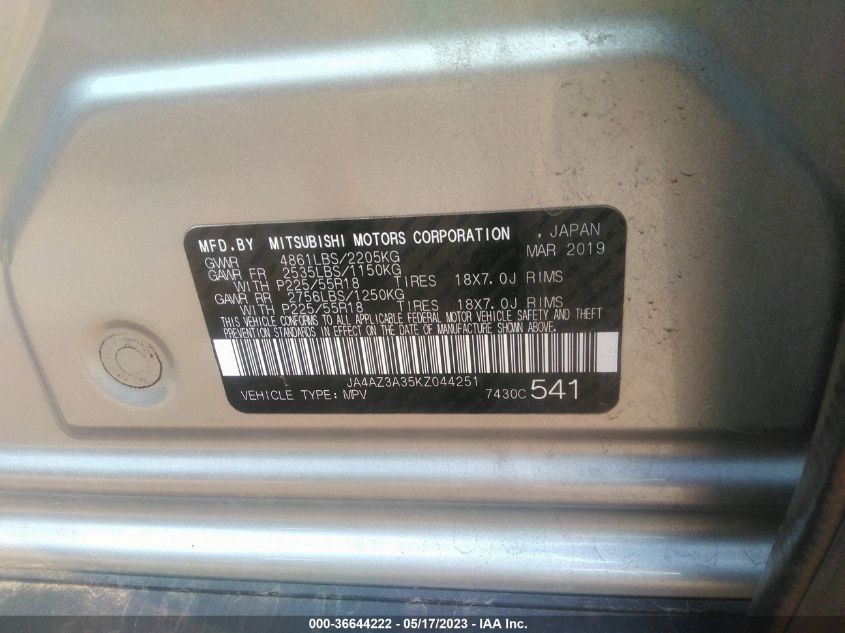 MFD.BY MITSUBISHI MOTORS CORPORATION , JAPAN
GVWR 4861LBS/2205KG MAR 2019
GAWR FR 2535LBS/1150KG
WITH P225/55R18 TIRES 18X7.0J RIMS
GAWR RR 2756LBS/1250KG
WITH P225/55R18 TIRES 18X7.0J RIMS
THIS VEHICLE CONFORMS TO ALL APPLICABLE FEDERAL MOTOR VEHICLE SAFETY AND THEFT
PREVENTION STANDARDS IN EFFECT ON THE DATE OF MANUFACTURE SHOWN ABOVE.
JA4AZ3A35KZ044251
VEHICLE TYPE: MPV 7430C 541
000-36644222 - 05/17/2023 - IAA Inc.